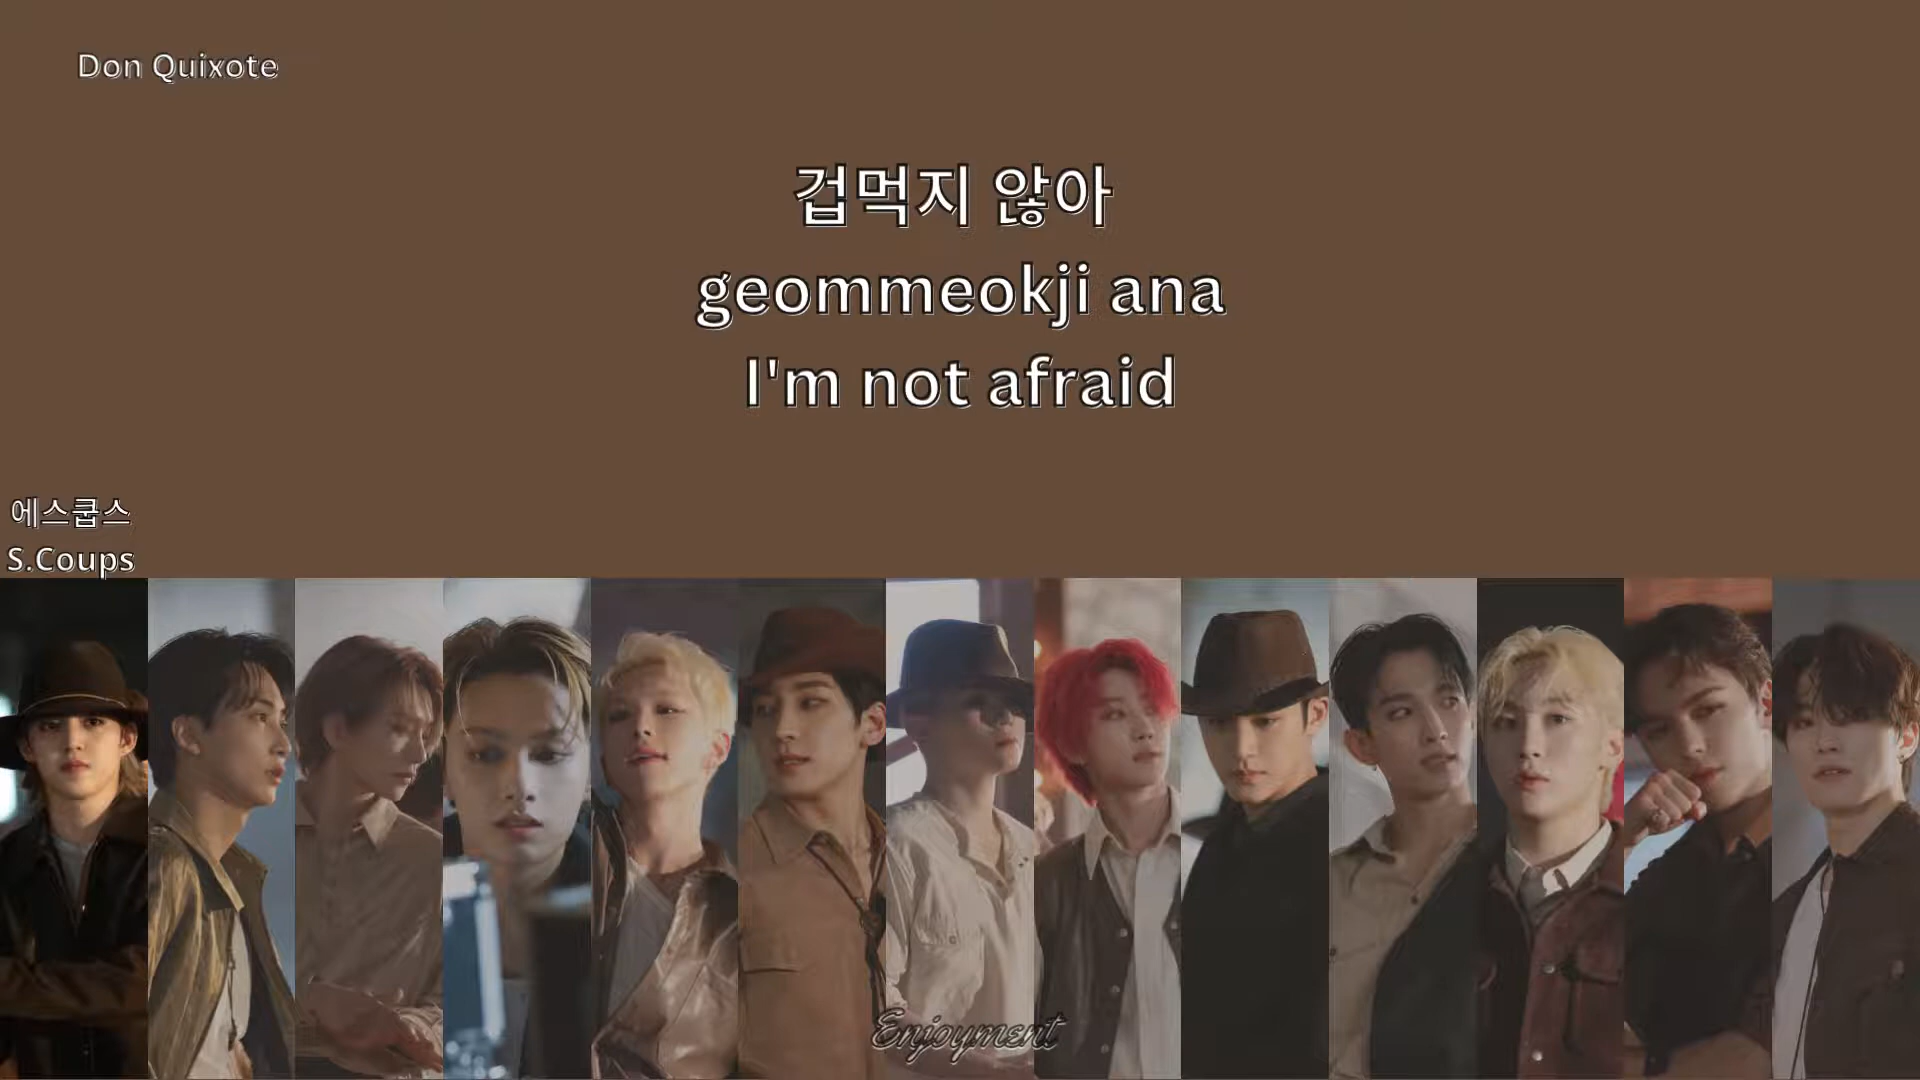 Don Quixote
겁먹지 않아
geommeokji ana
I'm not afraid
에스쿱스
S.Coups
Enjoyment